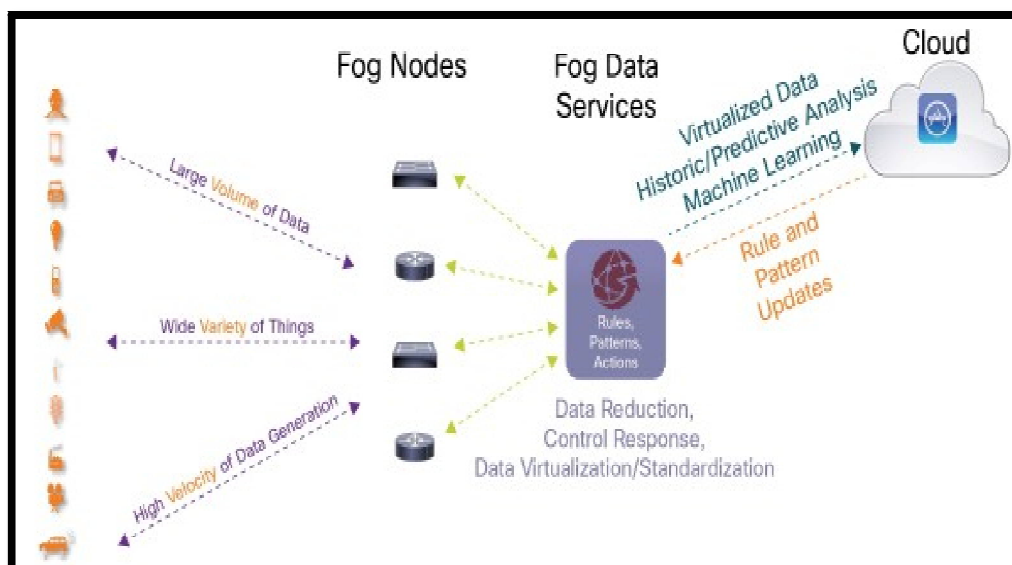 Fog Nodes
Fog Data
Services
Cloud
Virtualized Data
Historic/Predictive Analysis
Machine Learning
Rule and
Pattern
Updates
Large Volume of Data
Wide Variety of Things
High Velocity of Data Generation
Rules,
Patterns,
Actions
Data Reduction,
Control Response,
Data Virtualization/Standardization